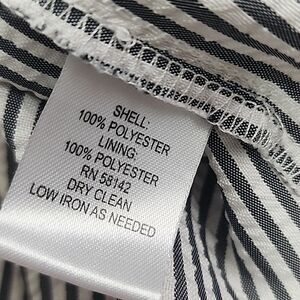 SHELL:
100% POLYESTER
LINING:
100% POLYESTER
RN 58142
DRY CLEAN
LOW IRON AS NEEDED